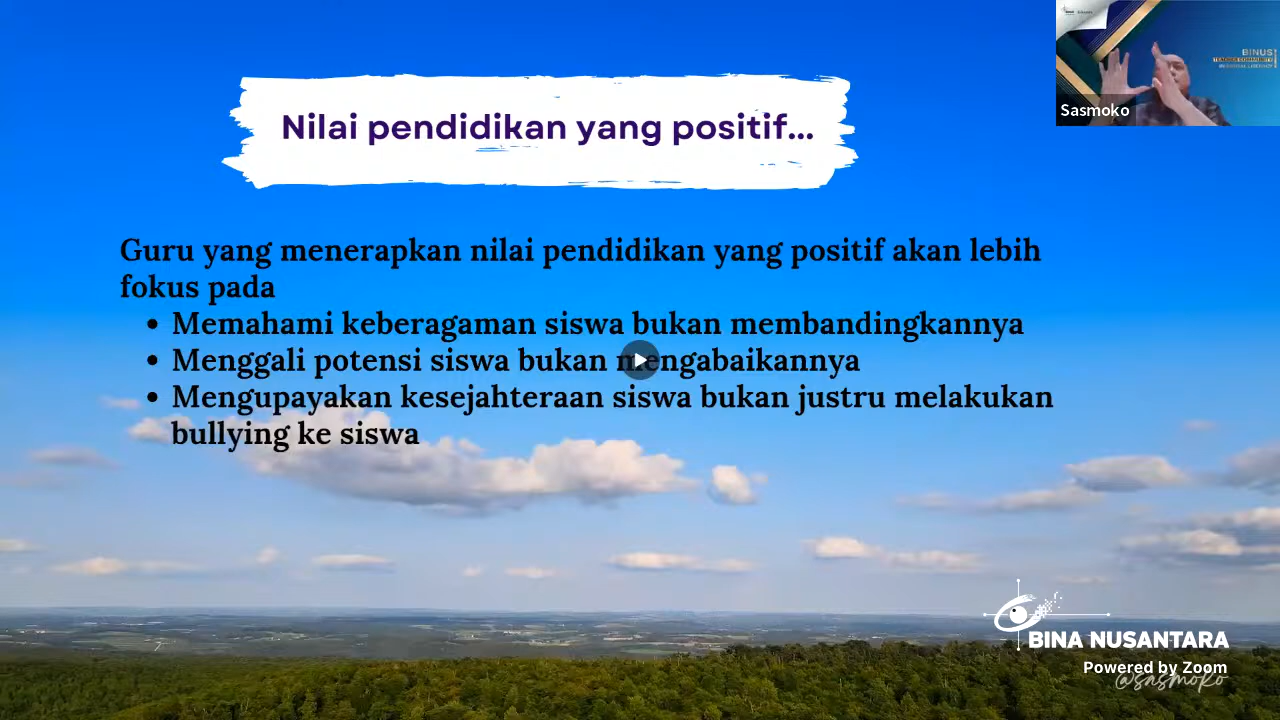 Nilai pendidikan yang positif...
BINUS
TEACHER COMMUNITY
Sasmoko
Guru yang menerapkan nilai pendidikan yang positif akan lebih
fokus pada
• Memahami keberagaman siswa bukan membandingkannya
• Menggali potensi siswa bukan mengabaikannya
• Mengupayakan kesejahteraan siswa bukan justru melakukan
bullying ke siswa
BINA NUSANTARA
Powered by Zoom
@sasmoko